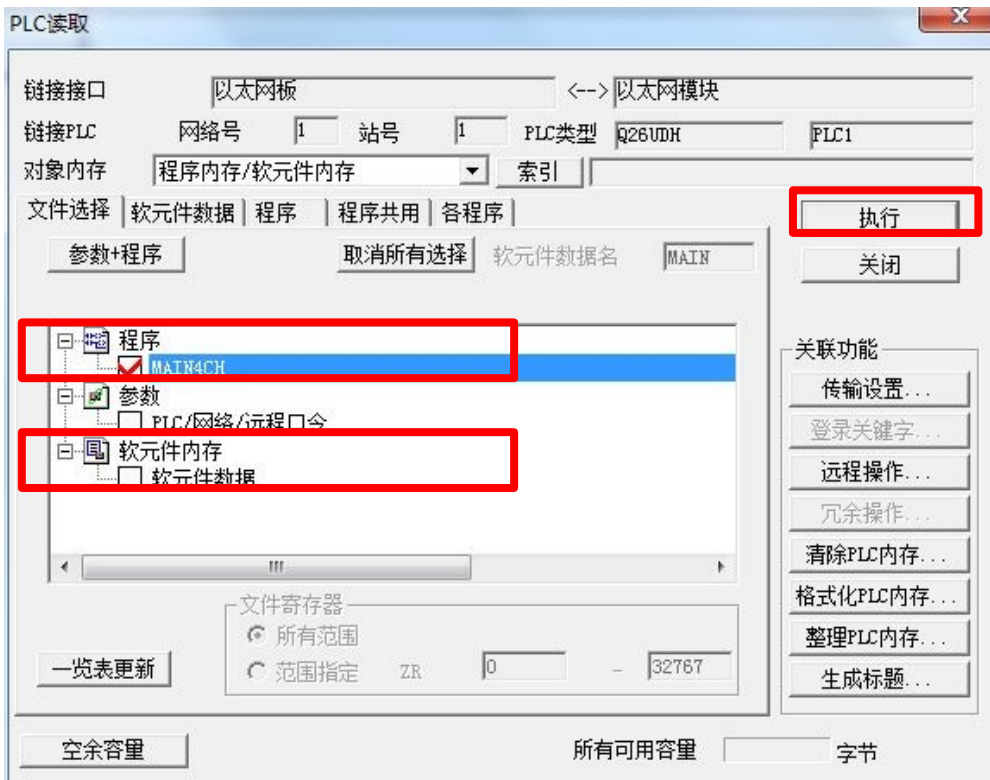 PLC读取
链接接口 以太网板 <--> 以太网模块
链接PLC 网络号 1 站号 1 PLC类型 Q26UDH PLC1
对象内存 程序内存/软元件内存 索引
文件选择 软元件数据 程序 程序共用 各程序
执行
参数+程序 取消所有选择 软元件数据名 MAIN
关闭
程序
MAIN4CH
参数
PLC/网络/远程口令
软元件内存
软元件数据
关联功能
传输设置...
登录关键字...
远程操作...
冗余操作...
清除PLC内存...
格式化PLC内存...
整理PLC内存...
生成标题...
文件寄存器
所有范围
范围指定 ZR 0 - 32767
一览表更新
空余容量 所有可用容量 字节